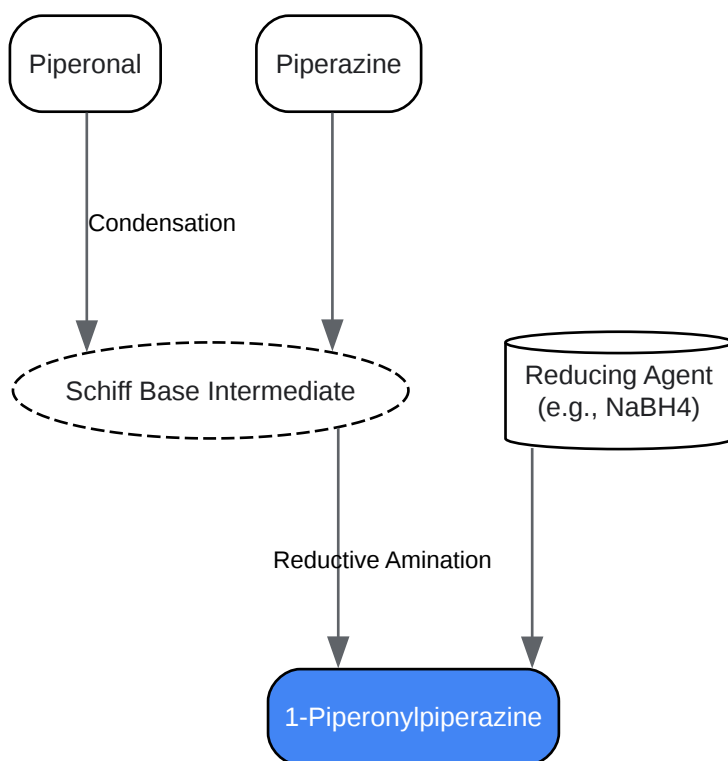 Piperonal
Piperazine
Condensation
Schiff Base Intermediate
Reducing Agent
(e.g., NaBH4)
Reductive Amination
1-Piperonylpiperazine